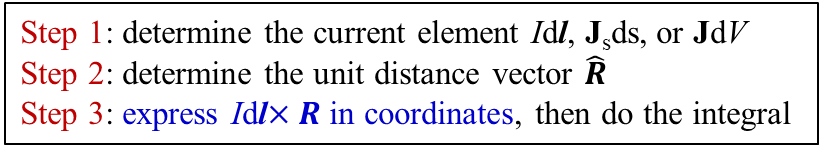 Step 1: determine the current element Idl, Jₛds, or JdV
Step 2: determine the unit distance vector R̂
Step 3: express Idl× R in coordinates, then do the integral